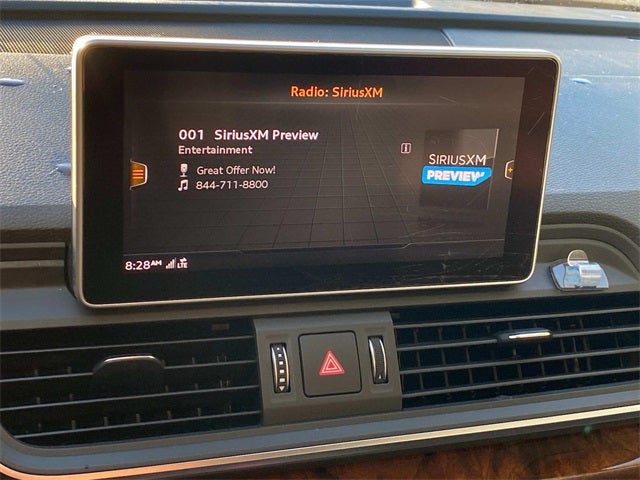 Radio: SiriusXM
001 SiriusXM Preview
Entertainment
Great Offer Now!
844-711-8800
SIRIUSXM
PREVIEW
8:28AM LTE